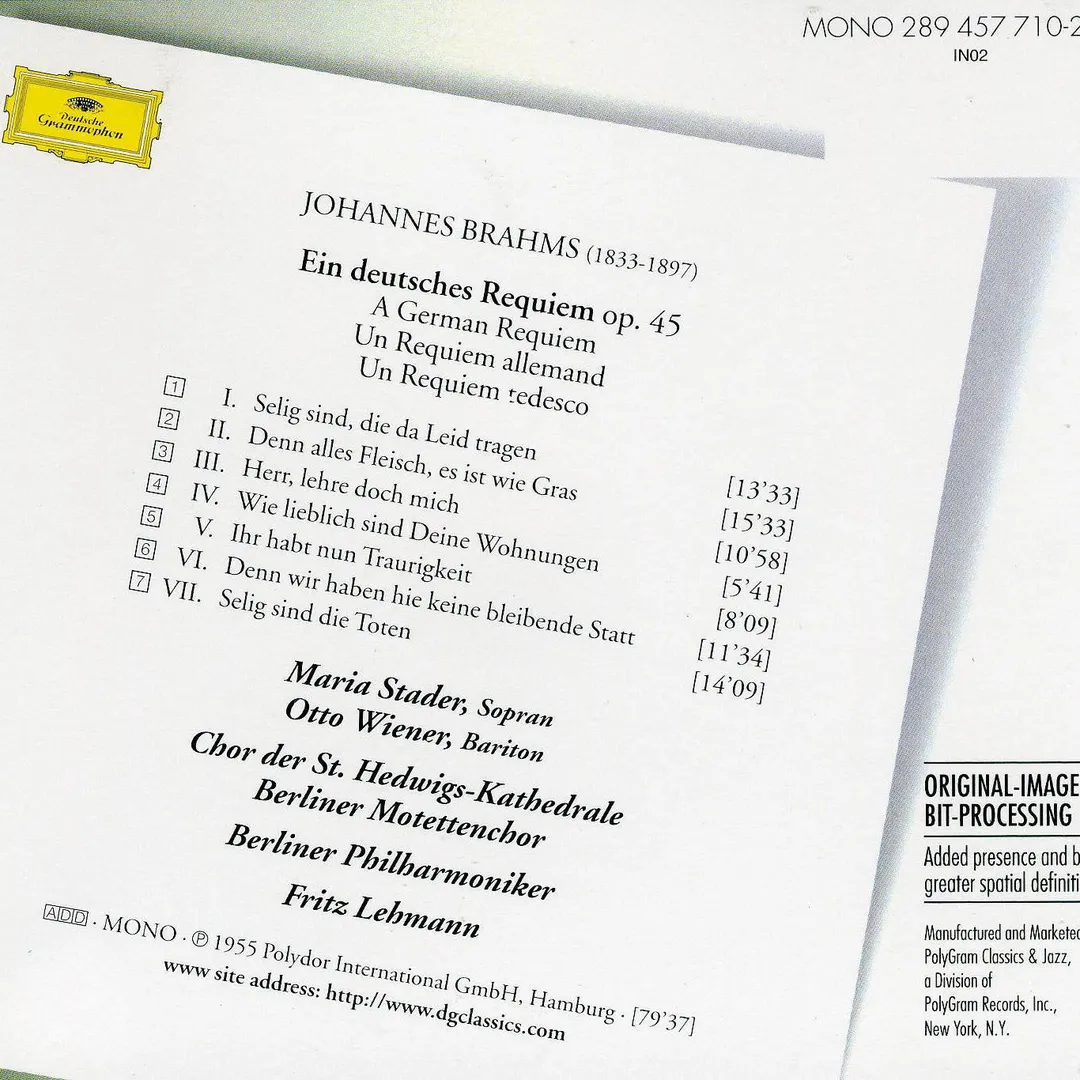 MONO 289 457 710-2
IN02
Deutsche
Grammophon
JOHANNES BRAHMS (1833-1897)
Ein deutsches Requiem op. 45
A German Requiem
Un Requiem allemand
Un Requiem tedesco
1 I. Selig sind, die da Leid tragen [13'33]
2 II. Denn alles Fleisch, es ist wie Gras [15'33]
3 III. Herr, lehre doch mich [10'58]
4 IV. Wie lieblich sind Deine Wohnungen [5'41]
5 V. Ihr habt nun Traurigkeit [8'09]
6 VI. Denn wir haben hie keine bleibende Statt [11'34]
7 VII. Selig sind die Toten [14'09]
Maria Stader, Sopran
Otto Wiener, Bariton
Chor der St. Hedwigs-Kathedrale
Berliner Motettenchor
Berliner Philharmoniker
Fritz Lehmann
ADD · MONO · ℗ 1955 Polydor International GmbH, Hamburg · [79'37]
www site address: http://www.dgclassics.com
ORIGINAL-IMAGE
BIT-PROCESSING
Added presence and b
greater spatial definiti
Manufactured and Marketed
PolyGram Classics & Jazz,
a Division of
PolyGram Records, Inc.,
New York, N.Y.